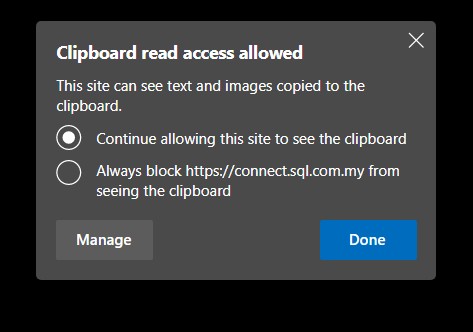 Clipboard read access allowed
This site can see text and images copied to the
clipboard.
Continue allowing this site to see the clipboard
Always block https://connect.sql.com.my from
seeing the clipboard
Manage
Done